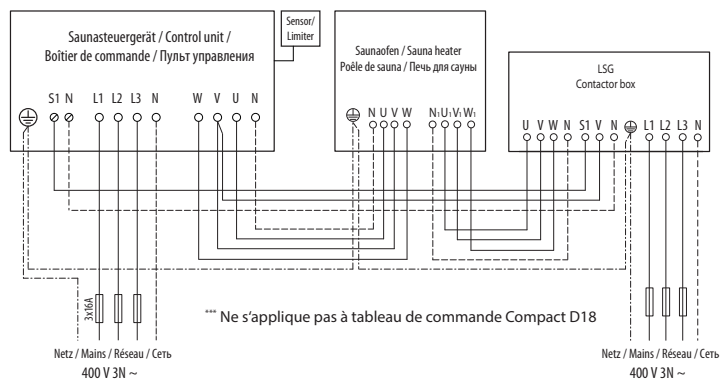 Saunasteuergerät / Control unit /
Boîtier de commande / Пульт управления
Sensor/
Limiter
Saunaofen / Sauna heater
Poêle de sauna / Печь для сауны
LSG
Contactor box
S1 N L1 L2 L3 N W V U N
N U V W N1 U1 V1 W1
U V W N S1 V N L1 L2 L3 N
3x16A
*** Ne s‘applique pas à tableau de commande Compact D18
Netz / Mains / Réseau / Сеть
400 V 3N ~
Netz / Mains / Réseau / Сеть
400 V 3N ~